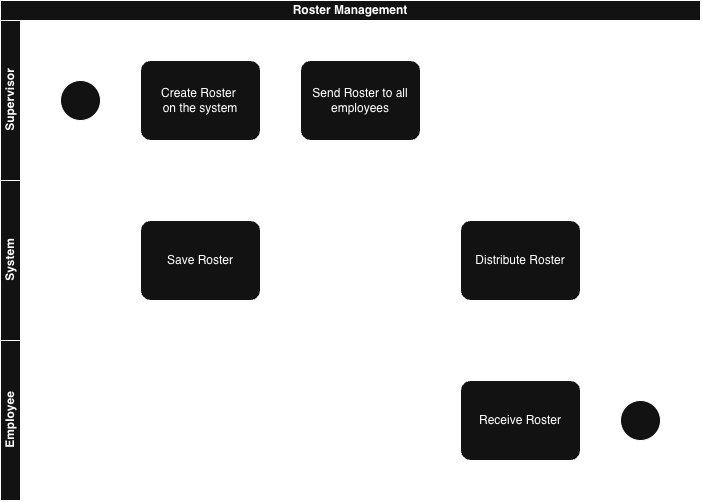 Roster Management
Supervisor
Create Roster
on the system
Send Roster to all
employees
System
Save Roster
Distribute Roster
Employee
Receive Roster